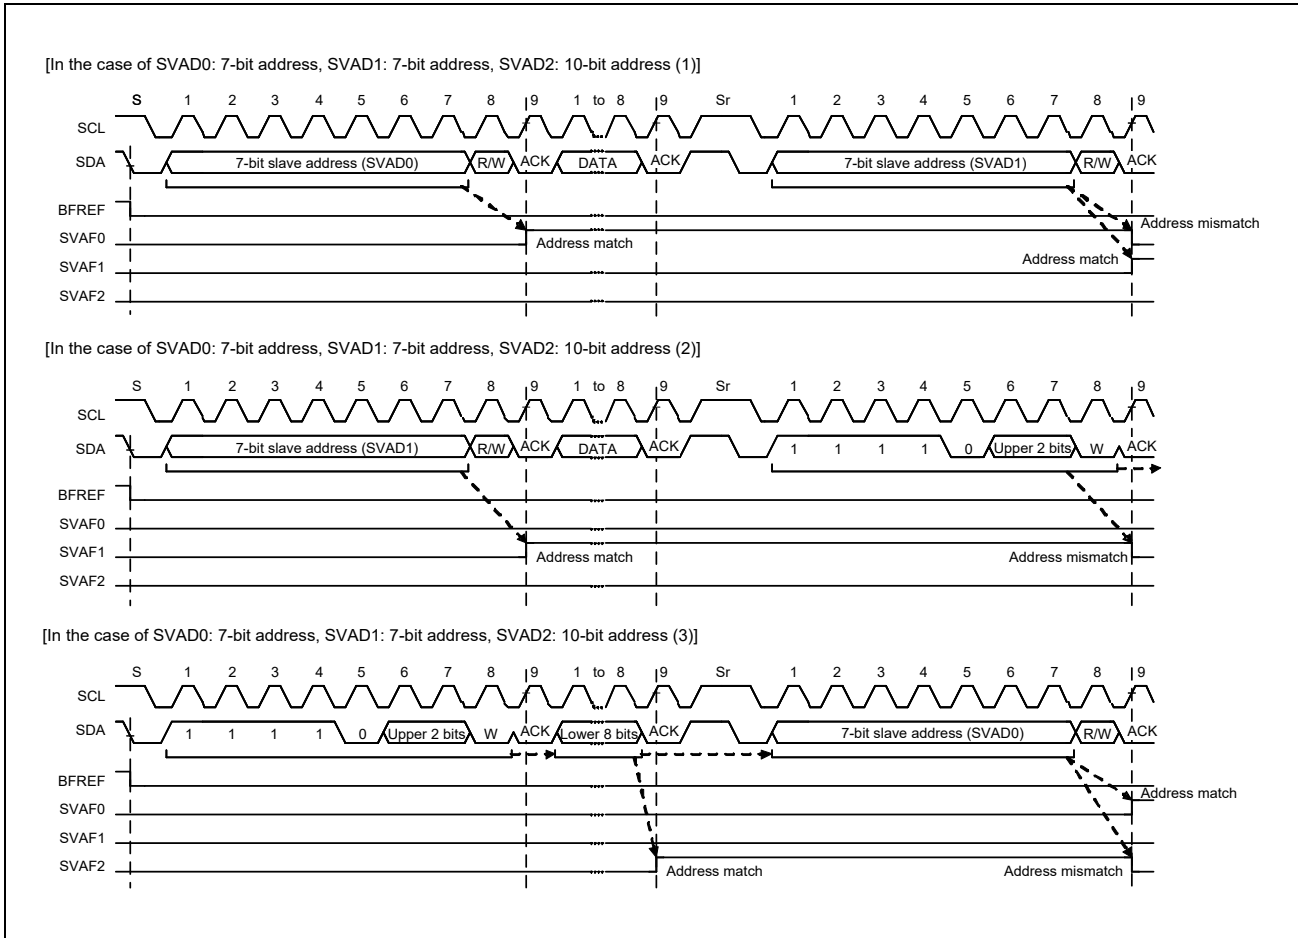 [In the case of SVAD0: 7-bit address, SVAD1: 7-bit address, SVAD2: 10-bit address (1)]
S 1 2 3 4 5 6 7 8 9 1 to 8 9 Sr 1 2 3 4 5 6 7 8 9
SCL
SDA 7-bit slave address (SVAD0) R/W ACK DATA ACK 7-bit slave address (SVAD1) R/W ACK
BFREF
Address mismatch
SVAF0 Address match
SVAF1 Address match
SVAF2
[In the case of SVAD0: 7-bit address, SVAD1: 7-bit address, SVAD2: 10-bit address (2)]
S 1 2 3 4 5 6 7 8 9 1 to 8 9 Sr 1 2 3 4 5 6 7 8 9
SCL
SDA 7-bit slave address (SVAD1) R/W ACK DATA ACK 1 1 1 1 0 Upper 2 bits W ACK
BFREF
SVAF0
SVAF1 Address match Address mismatch
SVAF2
[In the case of SVAD0: 7-bit address, SVAD1: 7-bit address, SVAD2: 10-bit address (3)]
S 1 2 3 4 5 6 7 8 9 1 to 8 9 Sr 1 2 3 4 5 6 7 8 9
SCL
SDA 1 1 1 1 0 Upper 2 bits W ACK Lower 8 bits ACK 7-bit slave address (SVAD0) R/W ACK
BFREF
Address match
SVAF0
SVAF1
SVAF2 Address match Address mismatch